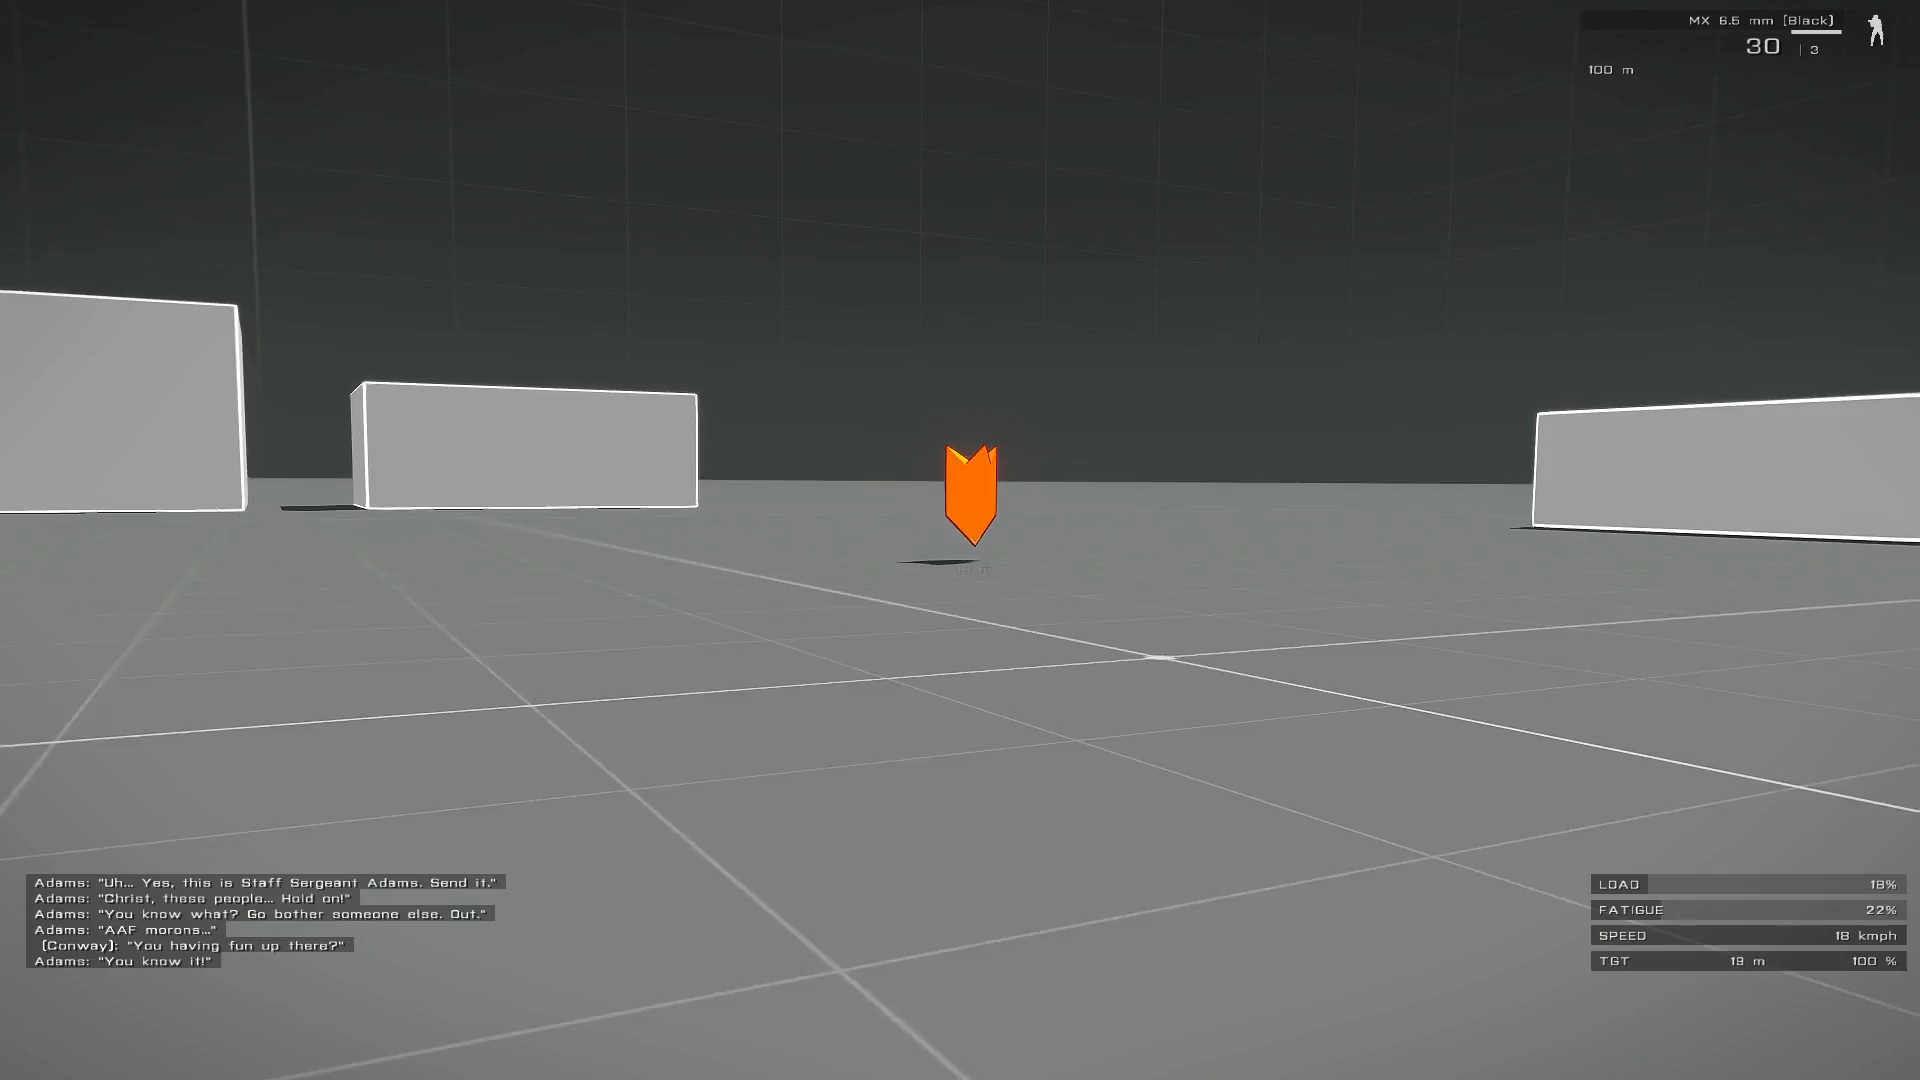 MX 6.5 mm [Black]
30 | 3
100 m
Adams: "Uh... Yes, this is Staff Sergeant Adams. Send it."
Adams: "Christ, these people... Hold on!"
Adams: "You know what? Go bother someone else. Out."
Adams: "AAF morons..."
(Conway): "You having fun up there?"
Adams: "You know it!"
LOAD 18%
FATIGUE 22%
SPEED 18 kmph
TGT 19 m 100 %